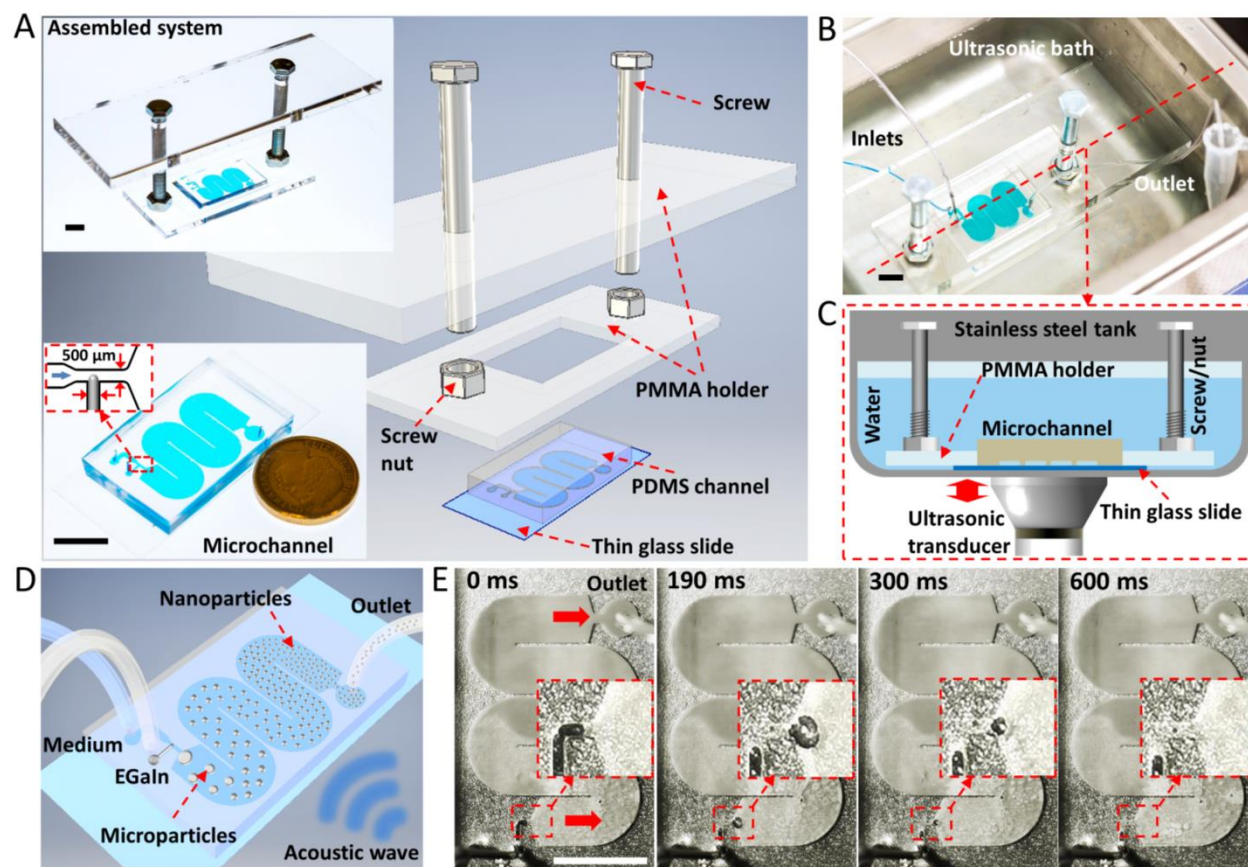 A
Assembled system
Screw
PMMA holder
Screw
nut
PDMS channel
Thin glass slide
500 µm
Microchannel
B
Ultrasonic bath
Inlets
Outlet
C
Stainless steel tank
PMMA holder
Water
Screw/nut
Microchannel
Ultrasonic
transducer
Thin glass slide
D
Nanoparticles
Outlet
Medium
EGaIn
Microparticles
Acoustic wave
E
0 ms
Outlet
190 ms
300 ms
600 ms